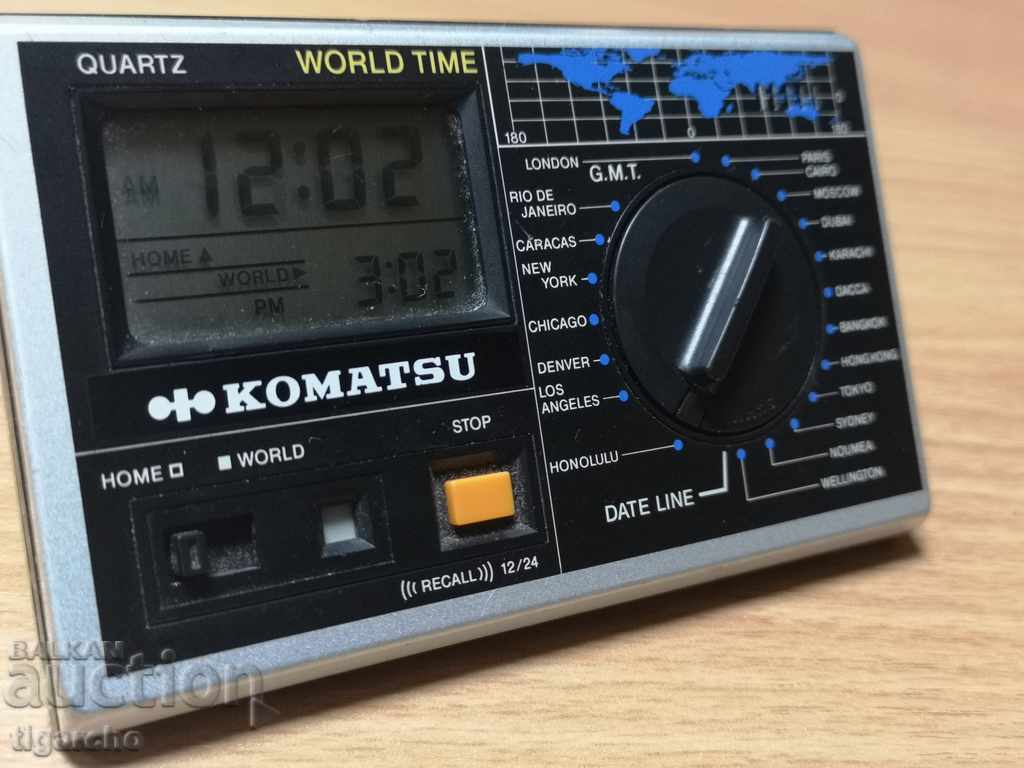 QUARTZ
WORLD TIME
12:02
AM
HOME
WORLD
3:02
PM
KOMATSU
HOME
WORLD
STOP
(((RECALL))) 12/24
180
0
180
0
LONDON
G.M.T.
RIO DE
JANEIRO
CARACAS
NEW
YORK
CHICAGO
DENVER
LOS
ANGELES
HONOLULU
DATE LINE
PARIS
CAIRO
MOSCOW
DUBAI
KARACHI
DACCA
BANGKOK
HONGKONG
TOKYO
SYDNEY
NOUMEA
WELLINGTON
BALKAN
auction
tigarcho